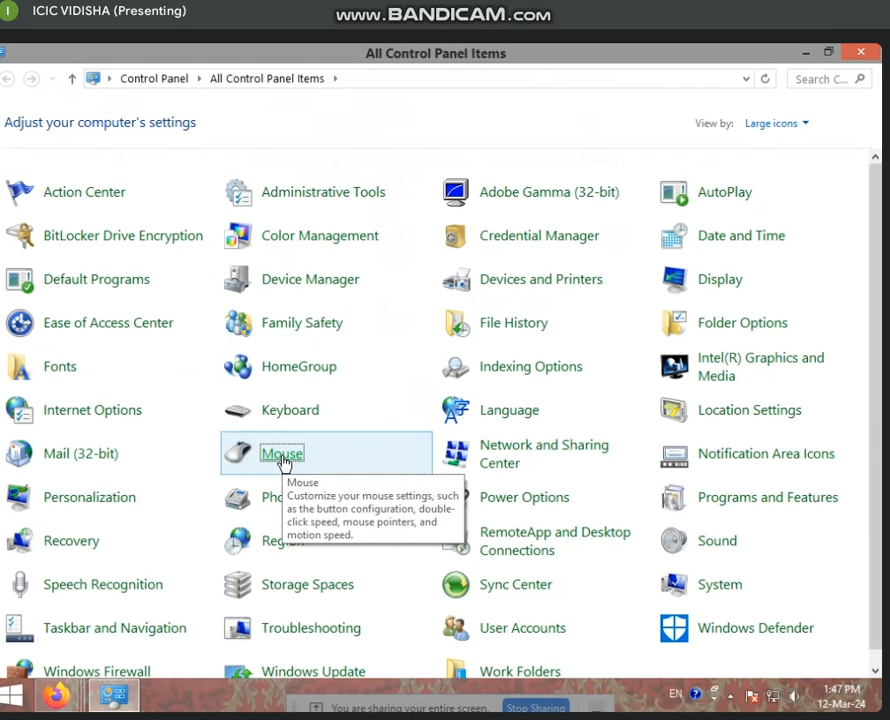 ICIC VIDISHA (Presenting)
www.BANDICAM.com
All Control Panel Items
Control Panel
All Control Panel Items
Search C...
Adjust your computer's settings
View by:
Large icons
Action Center
Administrative Tools
Adobe Gamma (32-bit)
AutoPlay
BitLocker Drive Encryption
Color Management
Credential Manager
Date and Time
Default Programs
Device Manager
Devices and Printers
Display
Ease of Access Center
Family Safety
File History
Folder Options
Fonts
HomeGroup
Indexing Options
Intel(R) Graphics and
Media
Internet Options
Keyboard
Language
Location Settings
Mail (32-bit)
Mouse
Network and Sharing
Center
Notification Area Icons
Mouse
Customize your mouse settings, such
as the button configuration, double-
click speed, mouse pointers, and
motion speed.
Personalization
Power Options
Programs and Features
Recovery
RemoteApp and Desktop
Connections
Sound
Speech Recognition
Storage Spaces
Sync Center
System
Taskbar and Navigation
Troubleshooting
User Accounts
Windows Defender
Windows Firewall
Windows Update
Work Folders
You are sharing your entire screen.
Stop Sharing
EN
1:47 PM
12-Mar-24